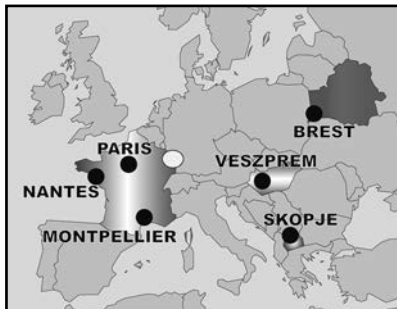 BREST
PARIS
VESZPREM
NANTES
SKOPJE
MONTPELLIER